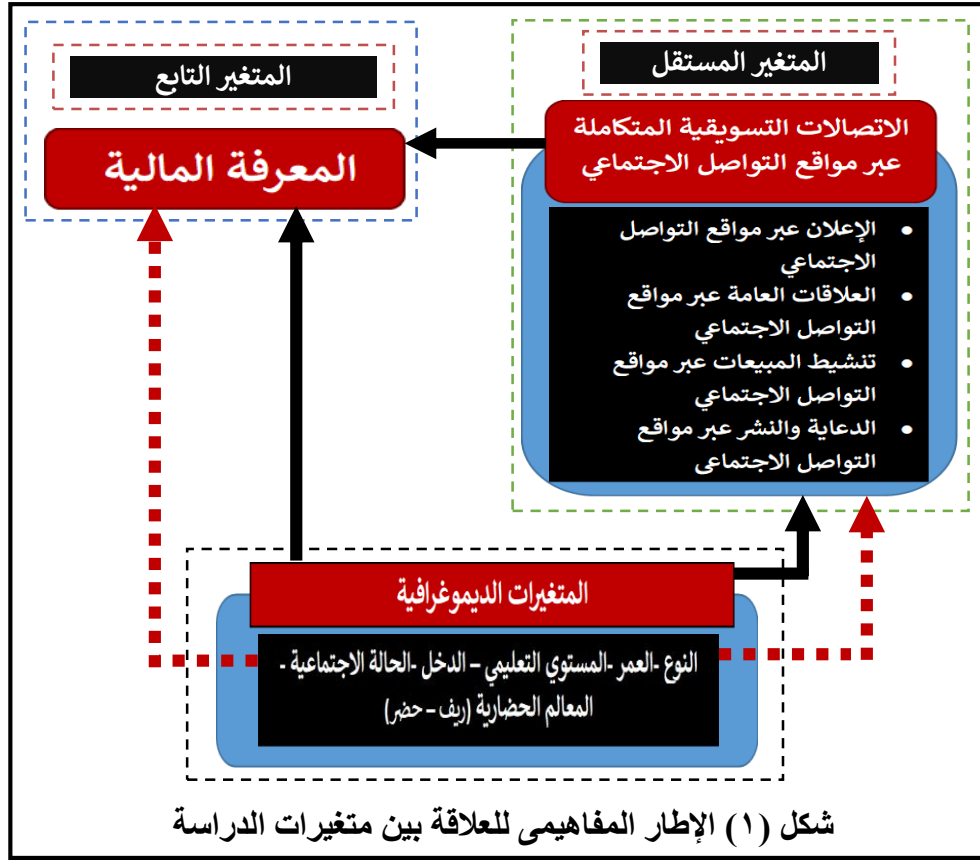 المتغير المستقل
الاتصالات التسويقية المتكاملة
عبر مواقع التواصل الاجتماعي
• الإعلان عبر مواقع التواصل
الاجتماعي
• العلاقات العامة عبر مواقع
التواصل الاجتماعي
• تنشيط المبيعات عبر مواقع
التواصل الاجتماعي
• الدعاية والنشر عبر مواقع
التواصل الاجتماعى
المتغير التابع
المعرفة المالية
المتغيرات الديموغرافية
النوع -العمر -المستوي التعليمي – الدخل -الحالة الاجتماعية -
المعالم الحضارية (ريف – حضر)
شكل (١) الإطار المفاهيمى للعلاقة بين متغيرات الدراسة